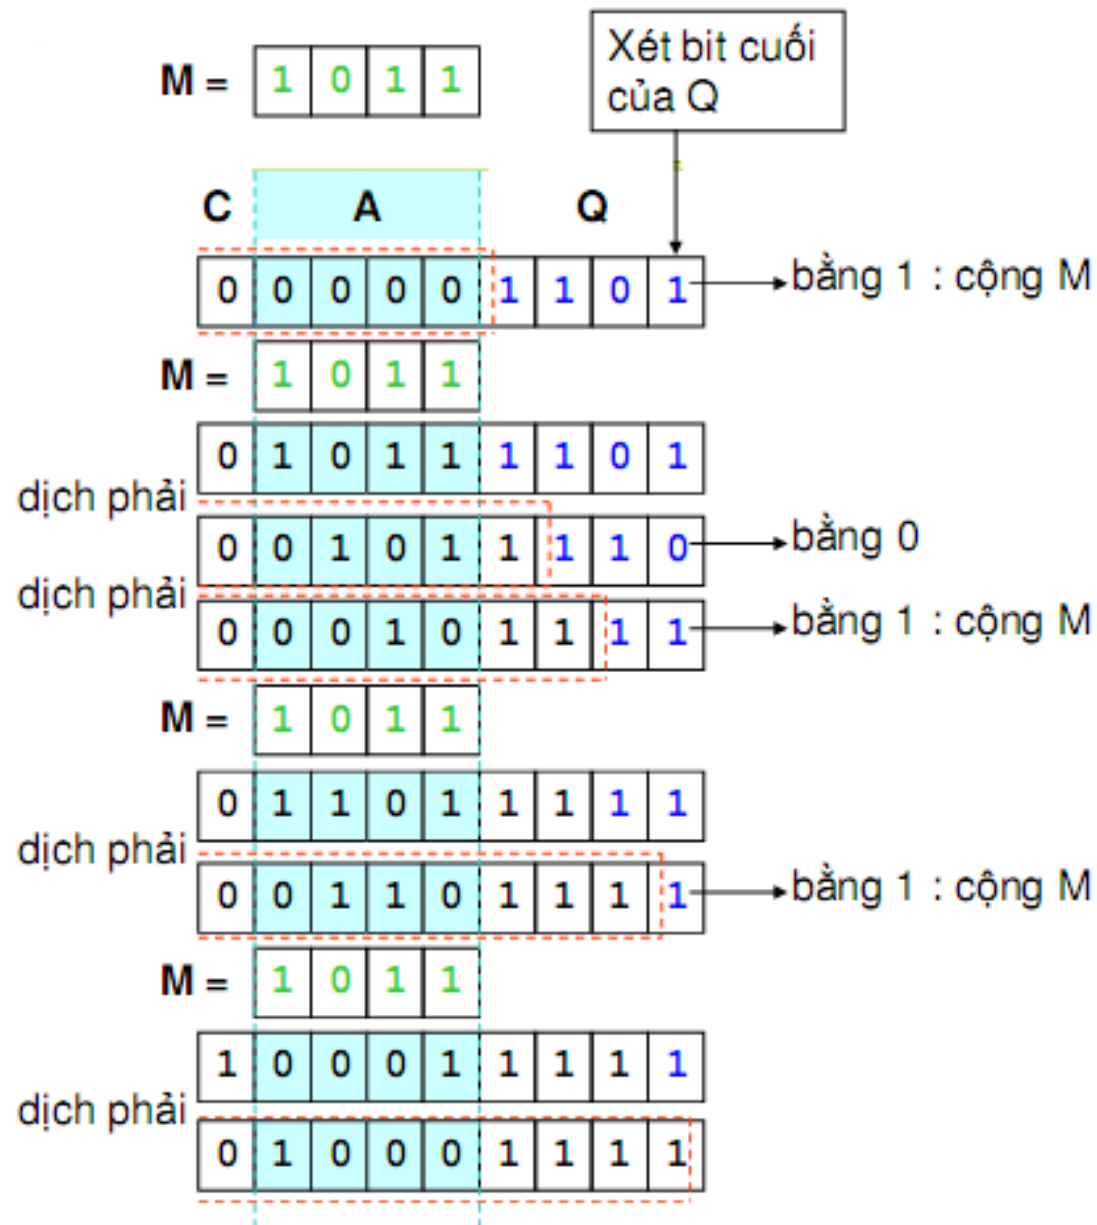 M = 1 0 1 1
Xét bit cuối
của Q
C A Q
0 0 0 0 0 1 1 0 1 bằng 1 : cộng M
M = 1 0 1 1
0 1 0 1 1 1 1 0 1
dịch phải
0 0 1 0 1 1 1 1 0 bằng 0
dịch phải
0 0 0 1 0 1 1 1 1 bằng 1 : cộng M
M = 1 0 1 1
0 1 1 0 1 1 1 1 1
dịch phải
0 0 1 1 0 1 1 1 1 bằng 1 : cộng M
M = 1 0 1 1
1 0 0 0 1 1 1 1 1
dịch phải
0 1 0 0 0 1 1 1 1